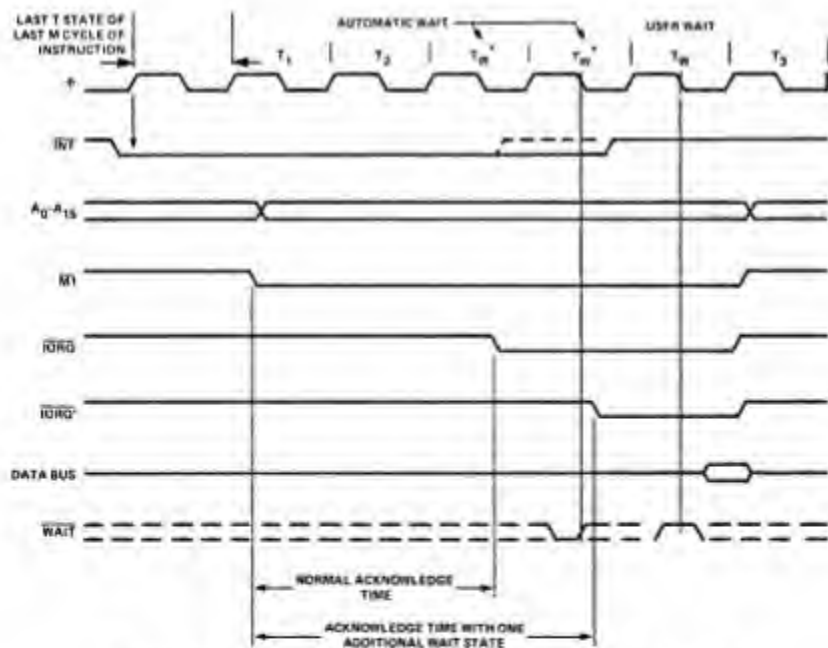 LAST T STATE OF
LAST M CYCLE OF
INSTRUCTION
AUTOMATIC WAIT
USER WAIT
T1 T2 TW* TW* TW T3
INT
A0-A15
M1
IORQ
IORQ'
DATA BUS
WAIT
NORMAL ACKNOWLEDGE
TIME
ACKNOWLEDGE TIME WITH ONE
ADDITIONAL WAIT STATE